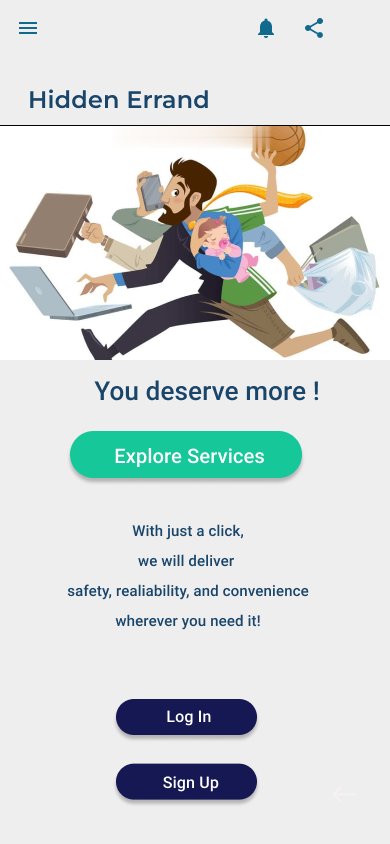 Hidden Errand
You deserve more !
Explore Services
With just a click,
we will deliver
safety, realiability, and convenience
wherever you need it!
Log In
Sign Up